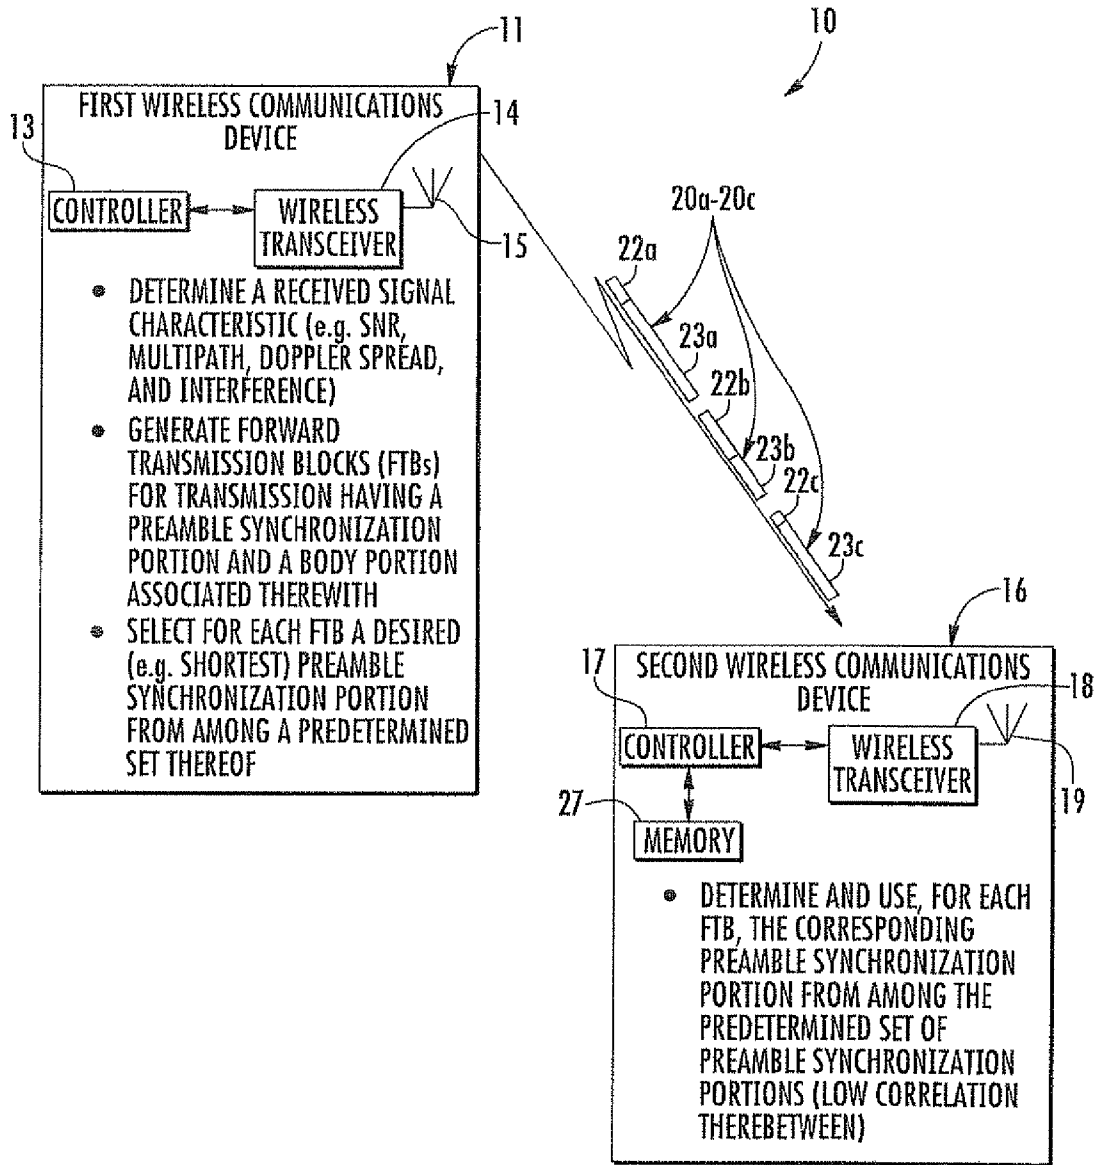 11
10
FIRST WIRELESS COMMUNICATIONS
DEVICE
13
14
CONTROLLER
WIRELESS
TRANSCEIVER
15
• DETERMINE A RECEIVED SIGNAL
CHARACTERISTIC (e.g. SNR,
MULTIPATH, DOPPLER SPREAD,
AND INTERFERENCE)
• GENERATE FORWARD
TRANSMISSION BLOCKS (FTBs)
FOR TRANSMISSION HAVING A
PREAMBLE SYNCHRONIZATION
PORTION AND A BODY PORTION
ASSOCIATED THEREWITH
• SELECT FOR EACH FTB A DESIRED
(e.g. SHORTEST) PREAMBLE
SYNCHRONIZATION PORTION
FROM AMONG A PREDETERMINED
SET THEREOF
20a-20c
22a
23a
22b
23b
22c
23c
16
SECOND WIRELESS COMMUNICATIONS
DEVICE
17
18
CONTROLLER
WIRELESS
TRANSCEIVER
19
27
MEMORY
• DETERMINE AND USE, FOR EACH
FTB, THE CORRESPONDING
PREAMBLE SYNCHRONIZATION
PORTION FROM AMONG THE
PREDETERMINED SET OF
PREAMBLE SYNCHRONIZATION
PORTIONS (LOW CORRELATION
THEREBETWEEN)